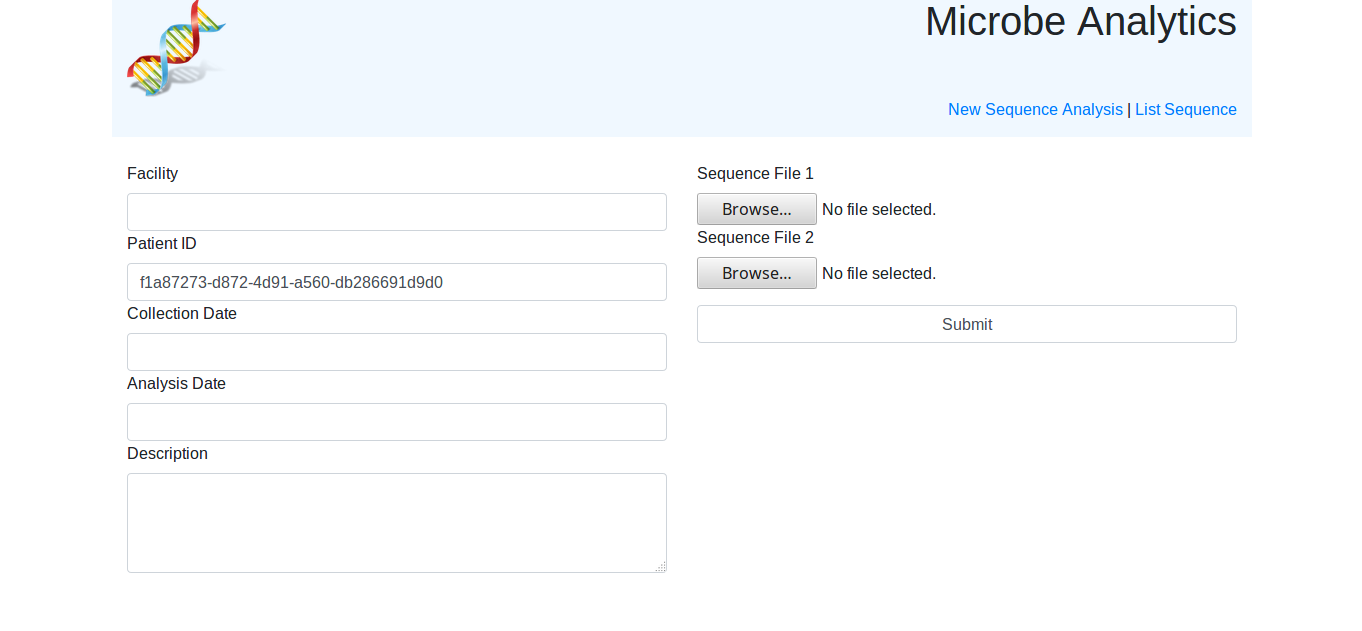 Microbe Analytics
New Sequence Analysis | List Sequence
Facility
Patient ID
f1a87273-d872-4d91-a560-db286691d9d0
Collection Date
Analysis Date
Description
Sequence File 1
Browse... No file selected.
Sequence File 2
Browse... No file selected.
Submit